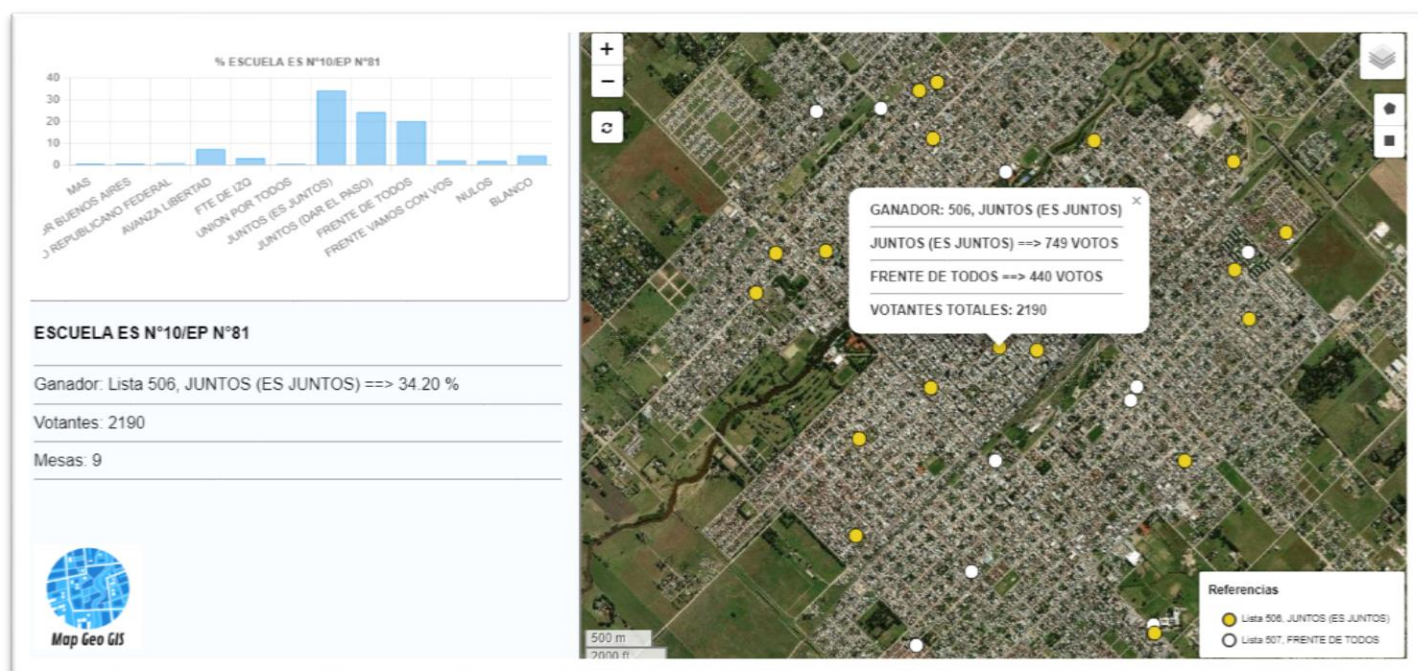 % ESCUELA ES N°10/EP N°81
40
30
20
10
0
MAS
JR BUENOS AIRES
O REPUBLICANO FEDERAL
AVANZA LIBERTAD
FTE DE IZQ
UNION POR TODOS
JUNTOS (ES JUNTOS)
JUNTOS (DAR EL PASO)
FRENTE DE TODOS
FRENTE VAMOS CON VOS
NULOS
BLANCO
ESCUELA ES N°10/EP N°81
Ganador: Lista 506, JUNTOS (ES JUNTOS) ==> 34.20 %
Votantes: 2190
Mesas: 9
Map Geo GIS
+
−
×
GANADOR: 506, JUNTOS (ES JUNTOS)
JUNTOS (ES JUNTOS) ==> 749 VOTOS
FRENTE DE TODOS ==> 440 VOTOS
VOTANTES TOTALES: 2190
500 m
2000 ft
Referencias
Lista 506, JUNTOS (ES JUNTOS)
Lista 507, FRENTE DE TODOS